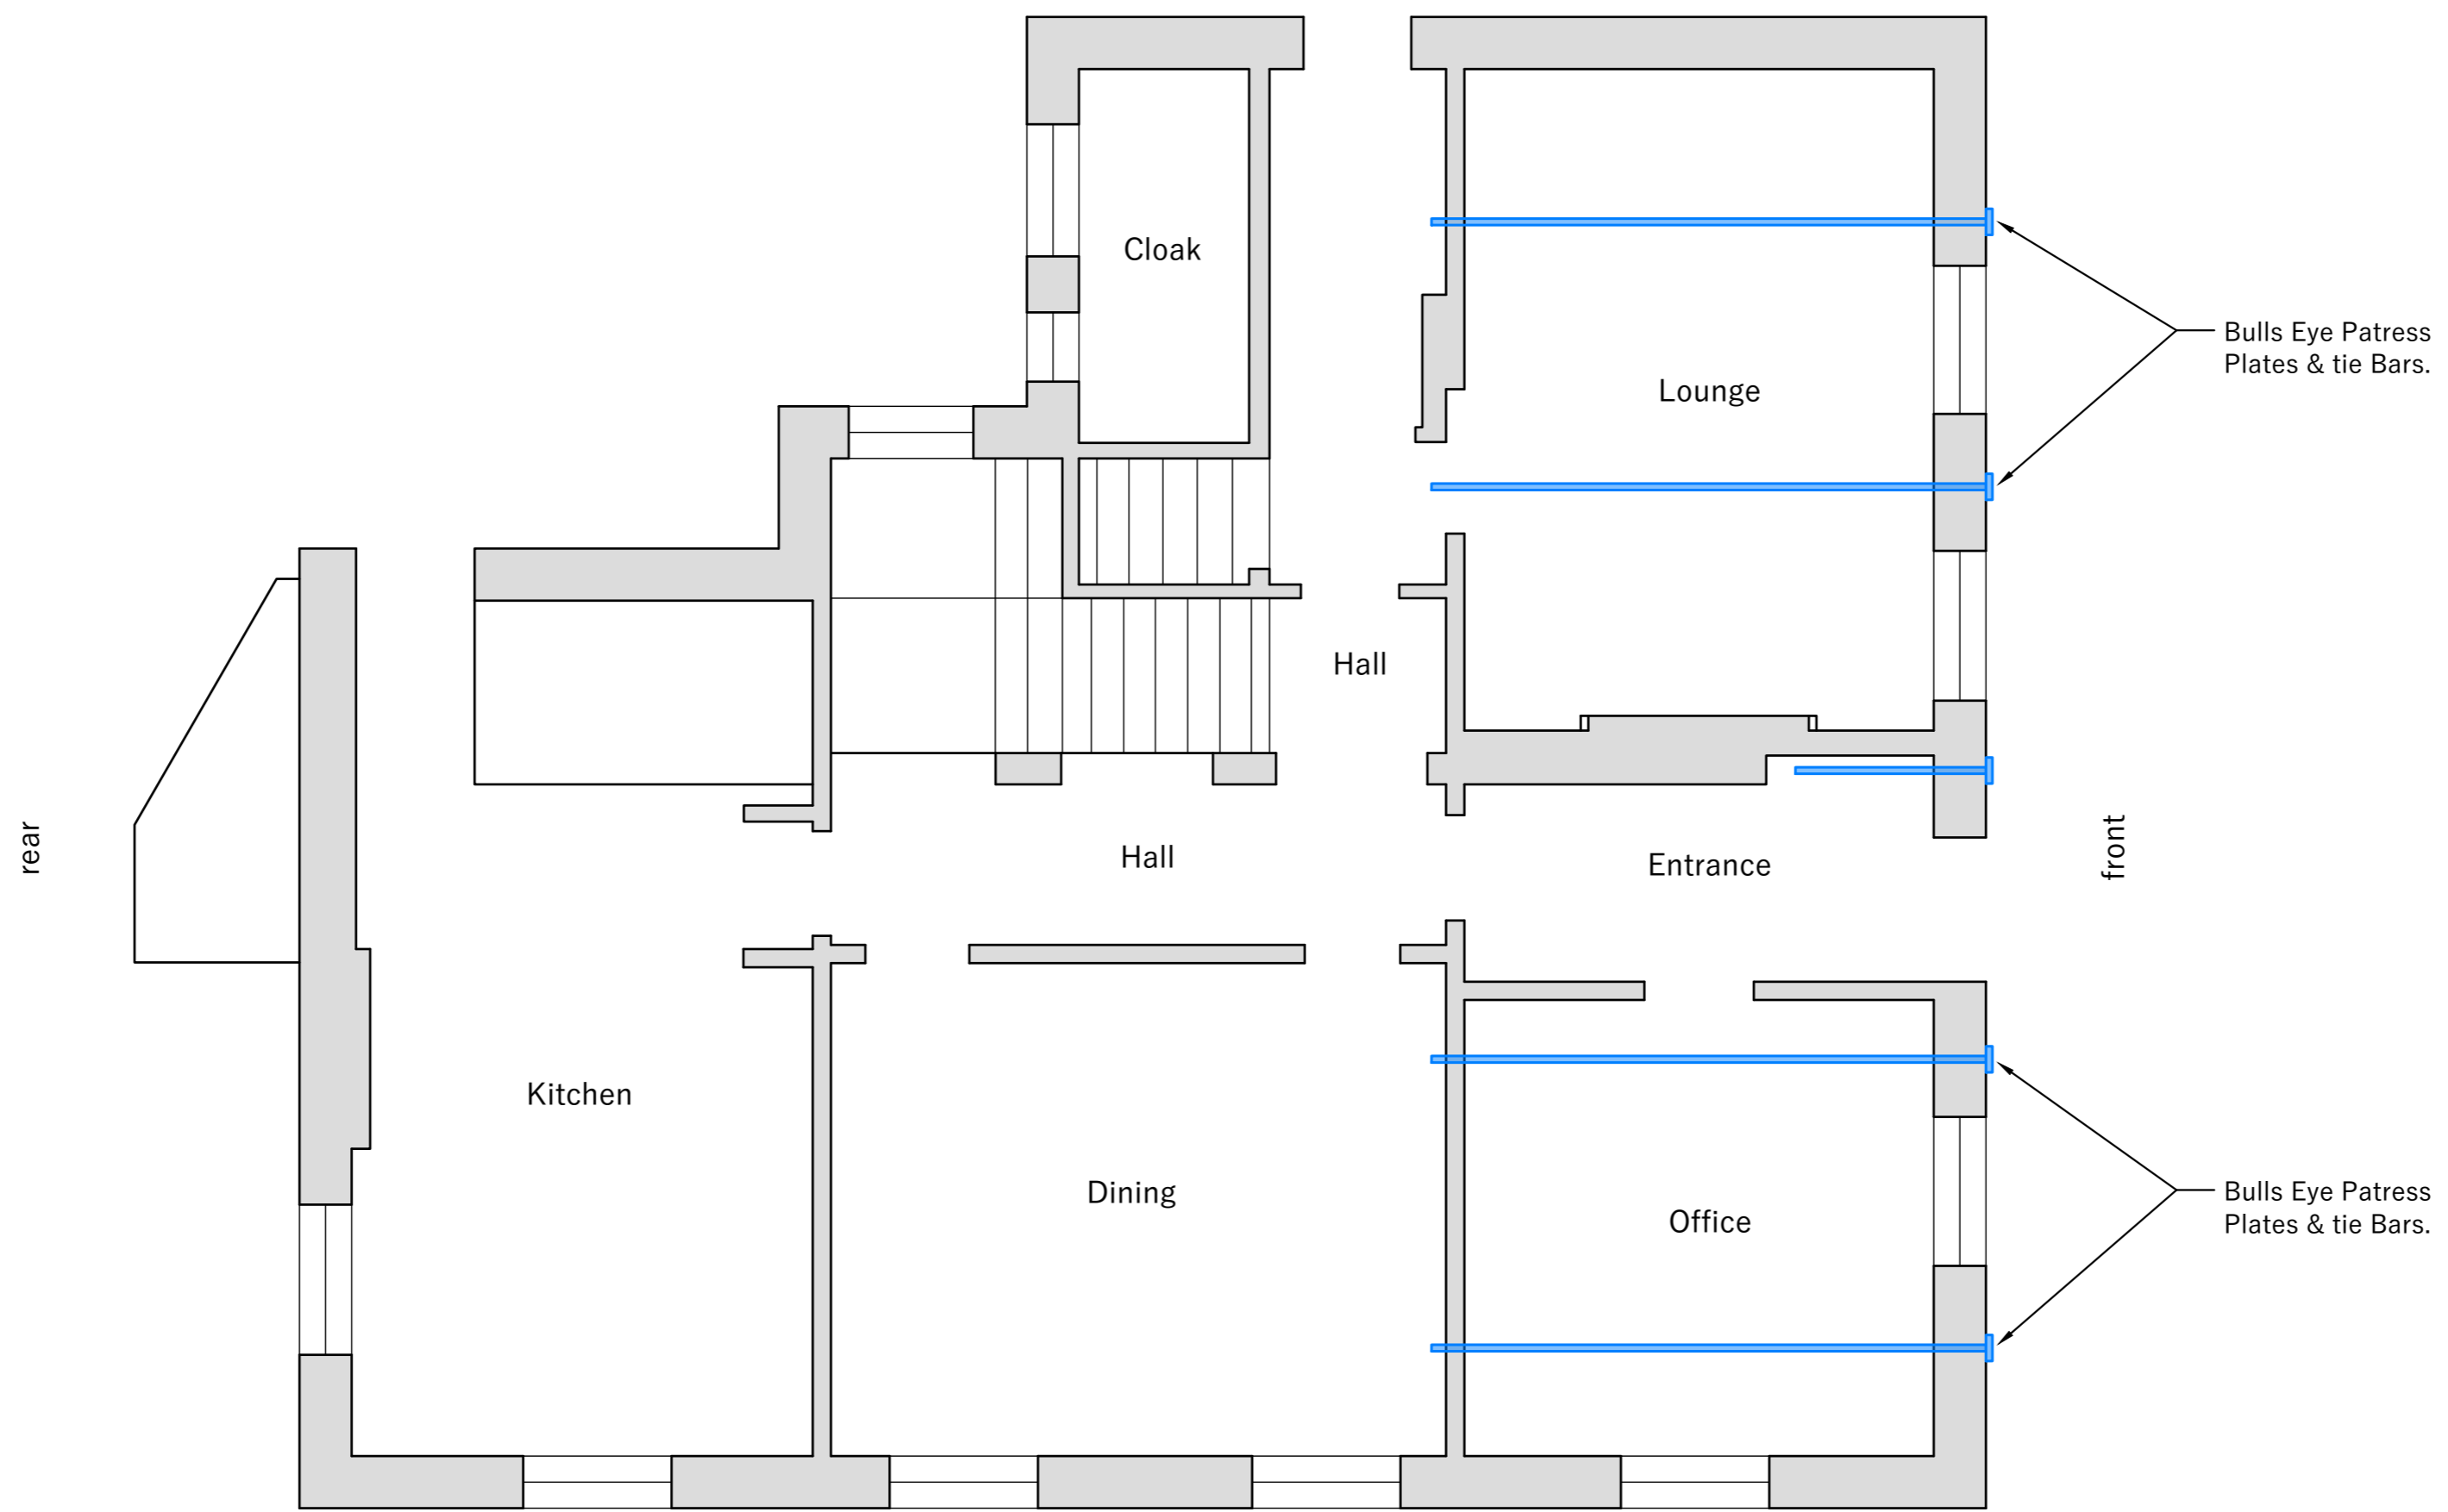 Cloak
Bulls Eye Patress
Plates & tie Bars.
Lounge
Hall
rear
Hall
Entrance
front
Kitchen
Dining
Office
Bulls Eye Patress
Plates & tie Bars.